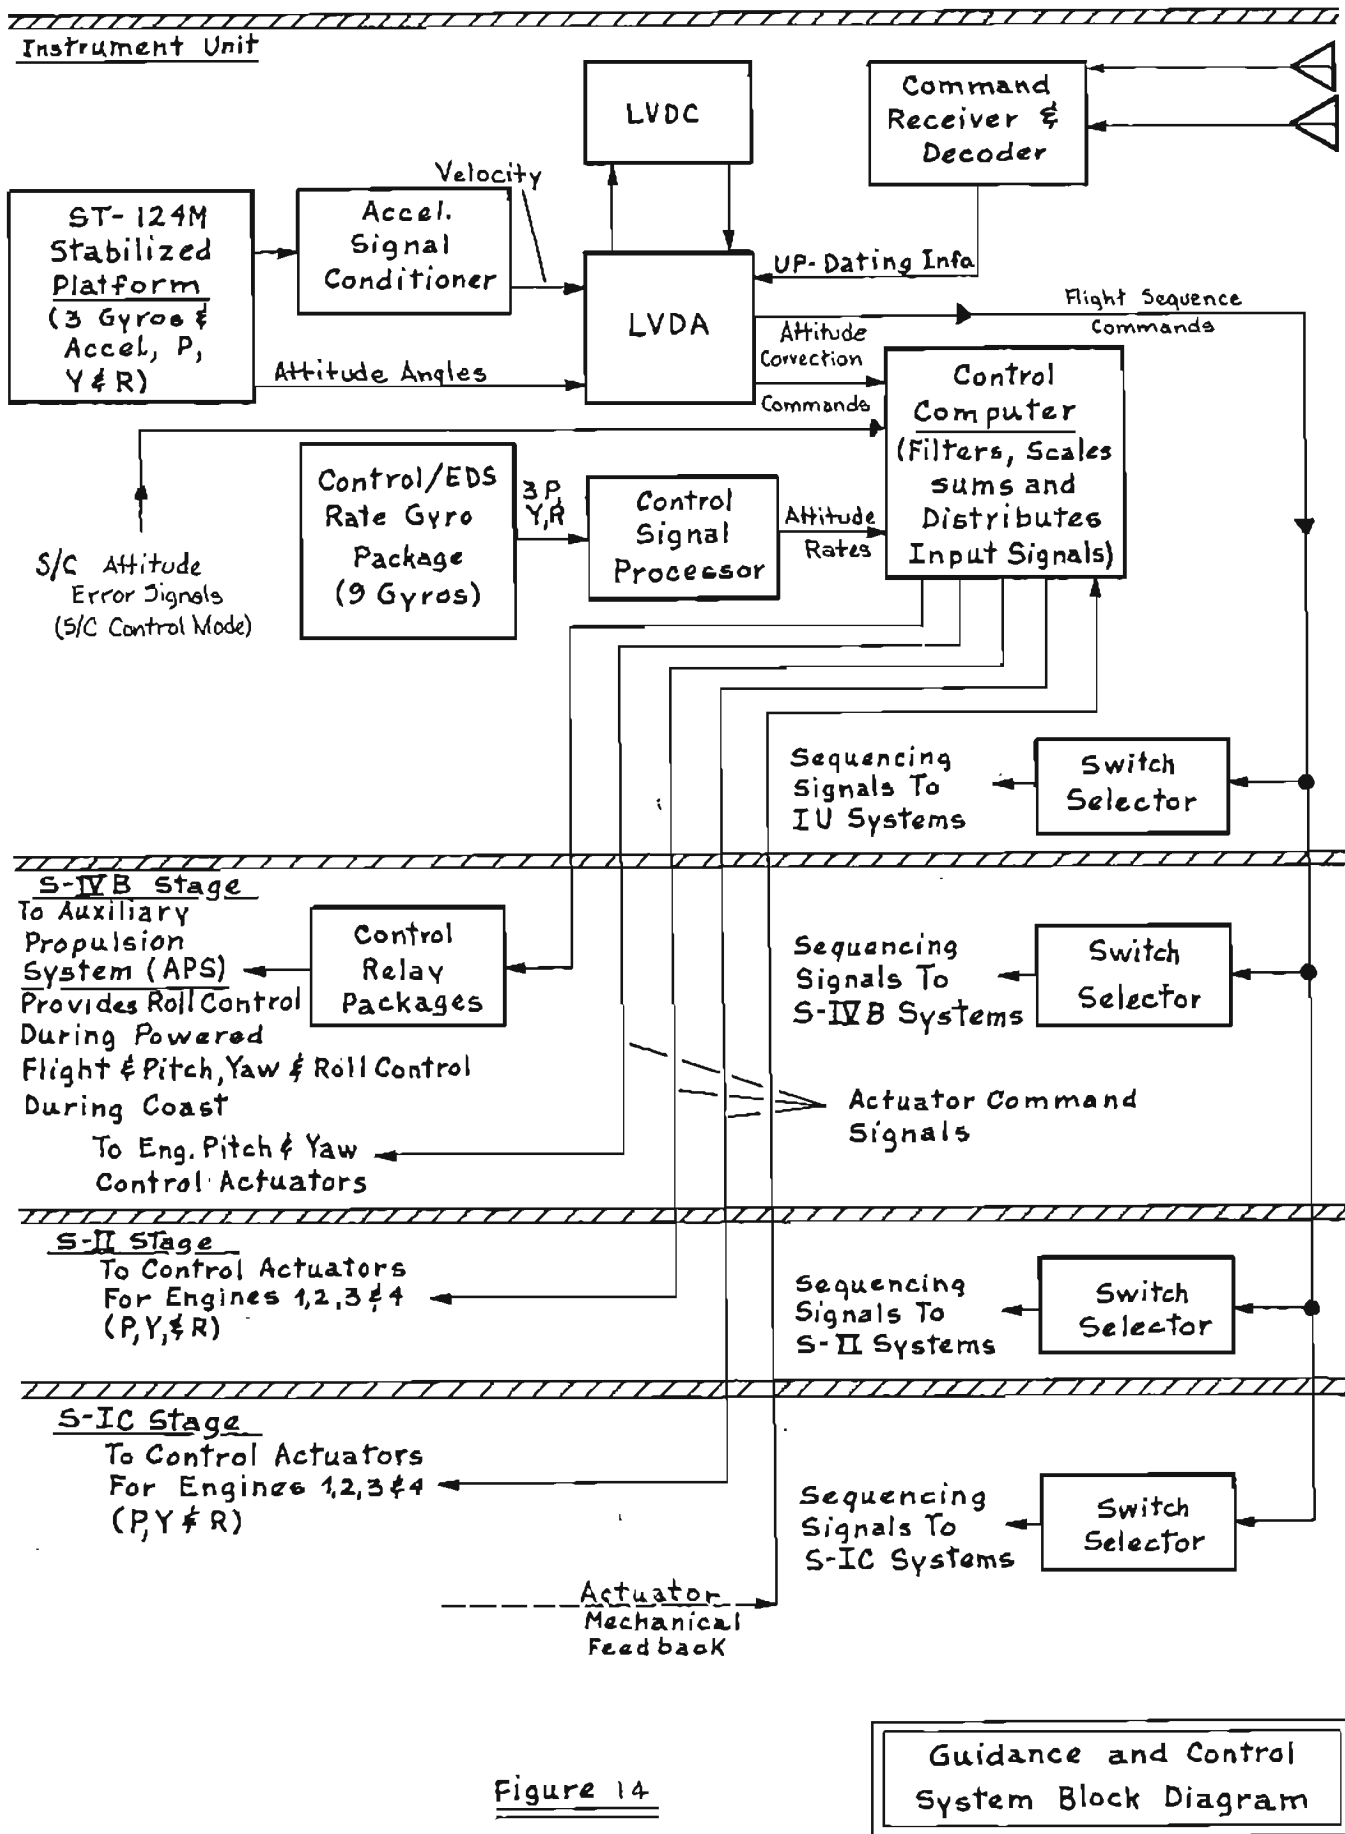 Instrument Unit
LVDC
Command
Receiver &
Decoder
Velocity
ST-124M
Stabilized
Platform
(3 Gyros &
Accel, P,
Y & R)
Accel.
Signal
Conditioner
UP-Dating Info
LVDA
Flight Sequence
Commands
Attitude
Correction
Commands
Attitude Angles
Control
Computer
(Filters, Scales
sums and
Distributes
Input Signals)
Control/EDS
Rate Gyro
Package
(9 Gyros)
3 P,
Y,R
Control
Signal
Processor
Attitude
Rates
S/C Attitude
Error Signals
(S/C Control Mode)
Sequencing
Signals To
IU Systems
Switch
Selector
S-IVB Stage
To Auxiliary
Propulsion
System (APS)
Provides Roll Control
During Powered
Flight & Pitch, Yaw & Roll Control
During Coast
Control
Relay
Packages
Sequencing
Signals To
S-IVB Systems
Switch
Selector
Actuator Command
Signals
To Eng. Pitch & Yaw
Control Actuators
S-II Stage
To Control Actuators
For Engines 1,2,3 & 4
(P,Y,& R)
Sequencing
Signals To
S-II Systems
Switch
Selector
S-IC Stage
To Control Actuators
For Engines 1,2,3 & 4
(P,Y & R)
Sequencing
Signals To
S-IC Systems
Switch
Selector
Actuator
Mechanical
Feedback
Figure 14
Guidance and Control
System Block Diagram